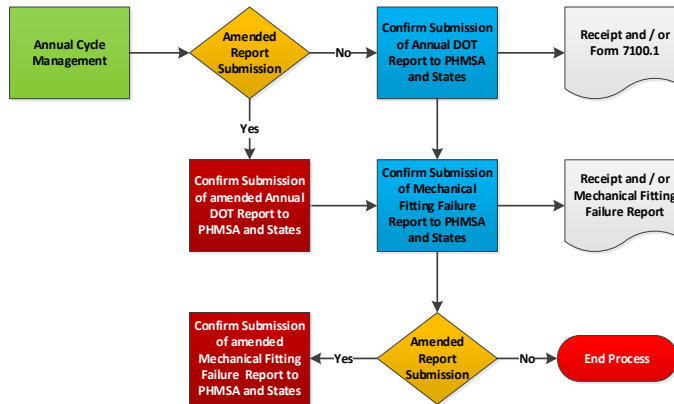 Annual Cycle
Management
Amended
Report
Submission
No
Confirm Submission
of Annual DOT
Report to PHMSA
and States
Receipt and / or
Form 7100.1
Yes
Confirm Submission
of amended Annual
DOT Report to
PHMSA and States
Confirm Submission
of Mechanical
Fitting Failure
Report to PHMSA
and States
Receipt and / or
Mechanical Fitting
Failure Report
Confirm Submission
of amended
Mechanical Fitting
Failure Report to
PHMSA and States
Yes
Amended
Report
Submission
No
End Process